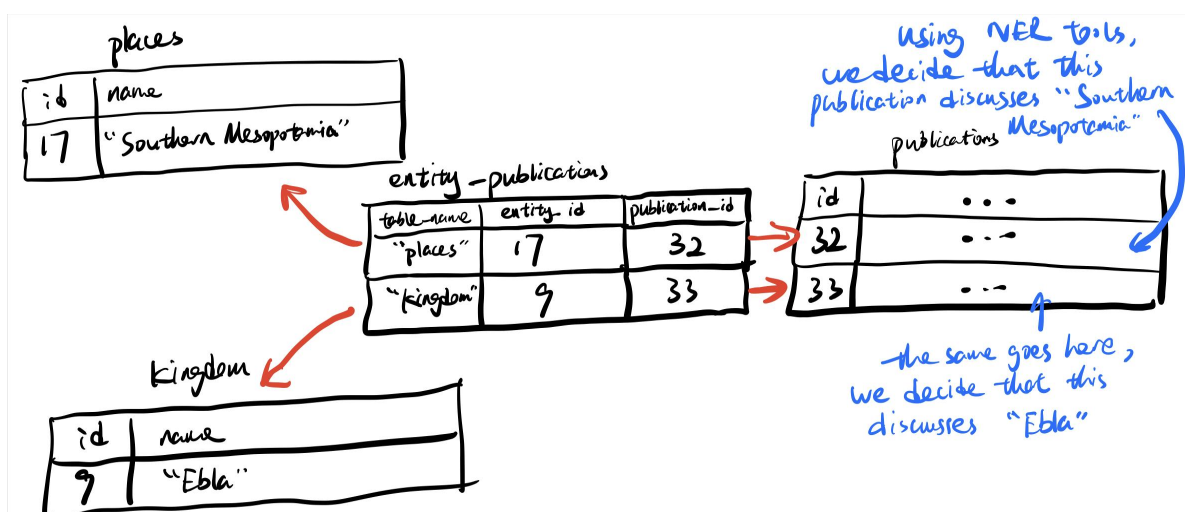 places
id name
17 "Southern Mesopotamia"
using NER tools,
we decide that this
publication discusses "Southern
Mesopotamia"
publications
id ...
32 ...
33 ...
entity_publications
table_name entity_id publication_id
"places" 17 32
"kingdom" 9 33
the same goes here,
we decide that this
discusses "Ebla"
kingdom
id name
9 "Ebla"